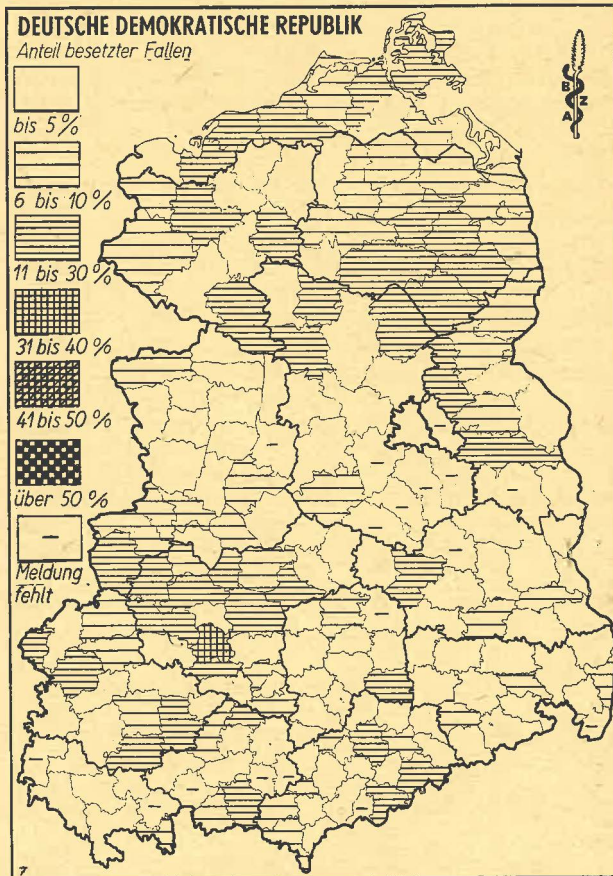 DEUTSCHE DEMOKRATISCHE REPUBLIK
Anteil besetzter Fallen
bis 5%
6 bis 10%
11 bis 30%
31 bis 40%
41 bis 50%
über 50%
Meldung
fehlt
B Z
A
7